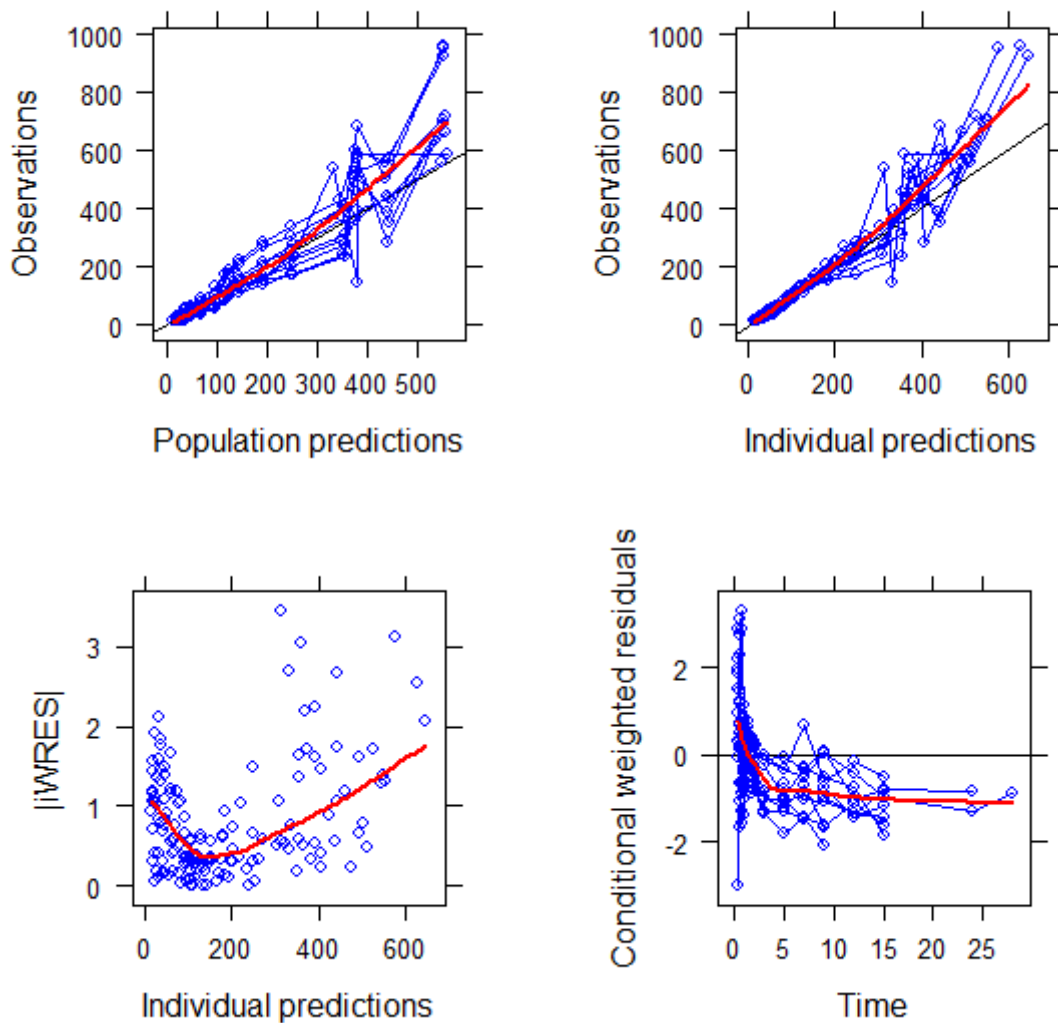 1000
800
600
400
200
0
Observations
0 100 200 300 400 500
Population predictions
1000
800
600
400
200
0
Observations
0 200 400 600
Individual predictions
3
2
1
0
|iWRES|
0 200 400 600
Individual predictions
2
0
-2
Conditional weighted residuals
0 5 10 15 20 25
Time